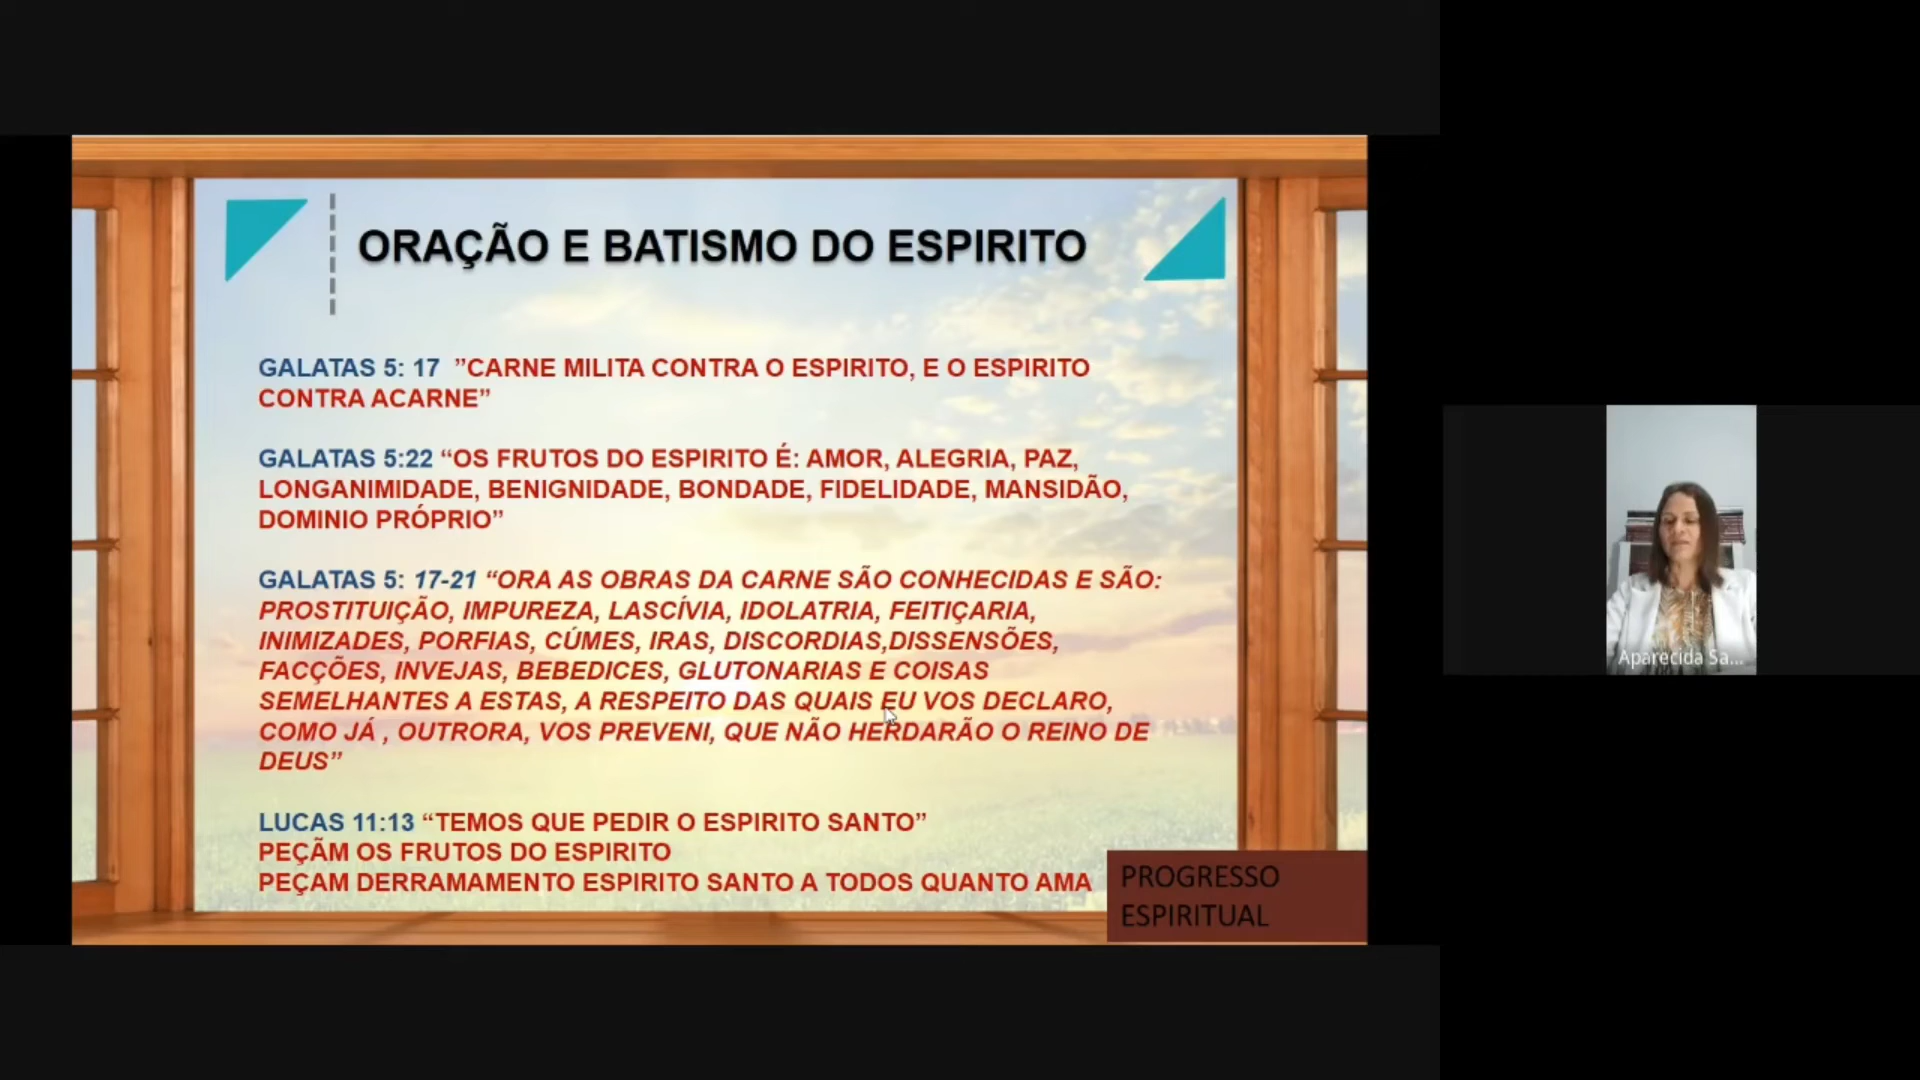 ORAÇÃO E BATISMO DO ESPIRITO
GALATAS 5: 17 ”CARNE MILITA CONTRA O ESPIRITO, E O ESPIRITO
CONTRA ACARNE”
GALATAS 5:22 “OS FRUTOS DO ESPIRITO É: AMOR, ALEGRIA, PAZ,
LONGANIMIDADE, BENIGNIDADE, BONDADE, FIDELIDADE, MANSIDÃO,
DOMINIO PRÓPRIO”
GALATAS 5: 17-21 “ORA AS OBRAS DA CARNE SÃO CONHECIDAS E SÃO:
PROSTITUIÇÃO, IMPUREZA, LASCÍVIA, IDOLATRIA, FEITIÇARIA,
INIMIZADES, PORFIAS, CÚMES, IRAS, DISCORDIAS,DISSENSÕES,
FACÇÕES, INVEJAS, BEBEDICES, GLUTONARIAS E COISAS
SEMELHANTES A ESTAS, A RESPEITO DAS QUAIS EU VOS DECLARO,
COMO JÁ , OUTRORA, VOS PREVENI, QUE NÃO HERDARÃO O REINO DE
DEUS”
LUCAS 11:13 “TEMOS QUE PEDIR O ESPIRITO SANTO”
PEÇÃM OS FRUTOS DO ESPIRITO
PEÇAM DERRAMAMENTO ESPIRITO SANTO A TODOS QUANTO AMA
PROGRESSO
ESPIRITUAL
Aparecida Sa...